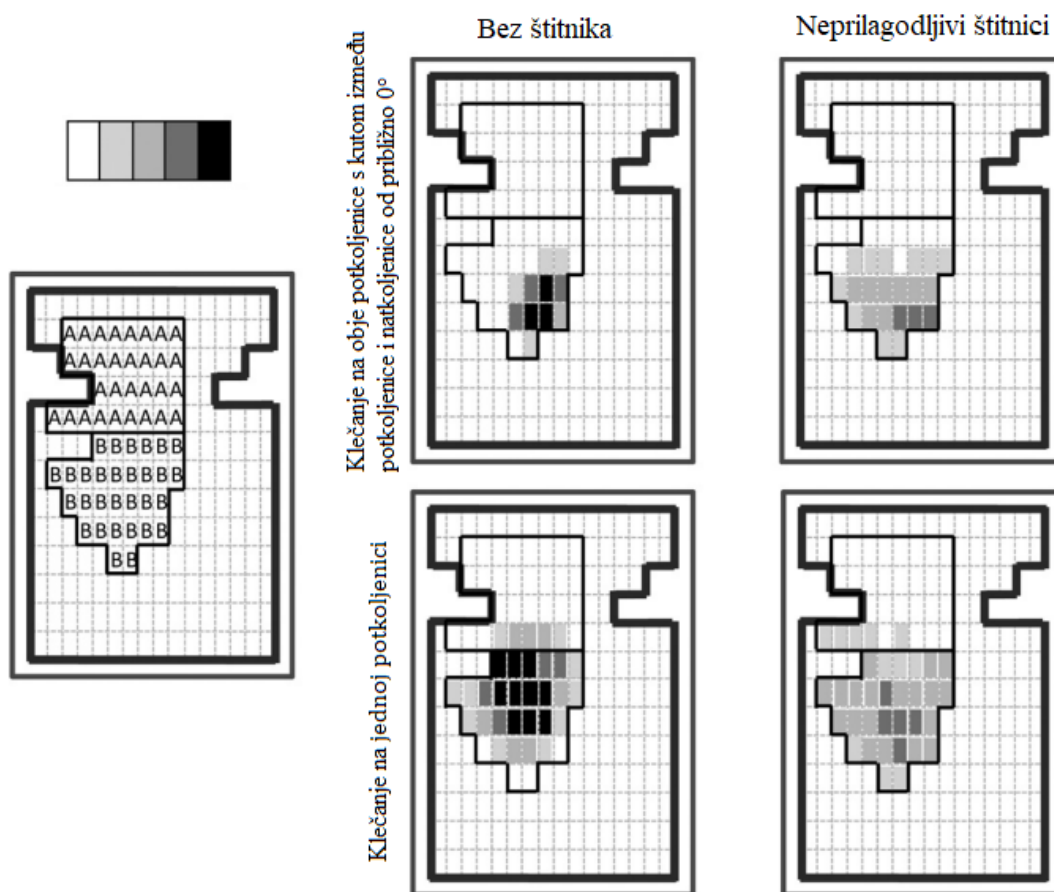 Bez štitnika
Neprilagodljivi štitnici
Klečanje na obje potkoljenice s kutom između
potkoljenice i natkoljenice od približno 0°
AAAAAAAA
AAAAAAAA
AAAAAA
AAAAAAAAA
BBBBBB
BBBBBBBBB
BBBBBBB
BBBBBB
BB
Klečanje na jednoj potkoljenici